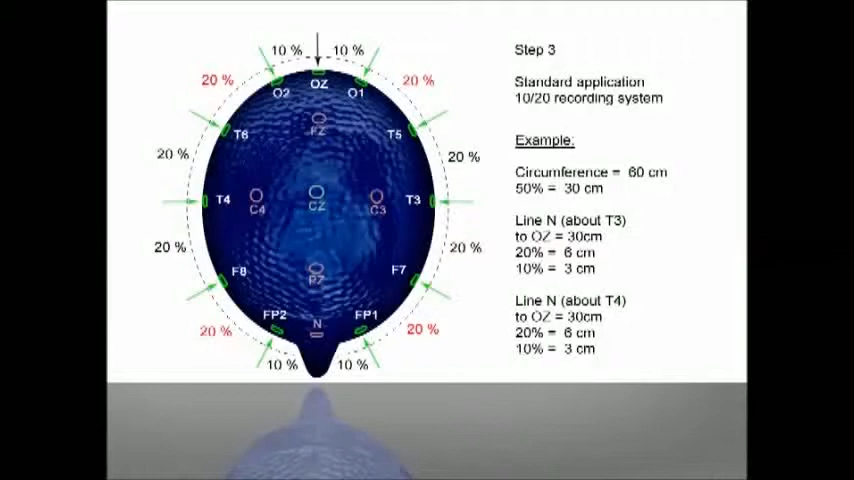 10 %
10 %
20 %
20 %
O2
OZ
O1
FZ
T6
T5
20 %
20 %
T4
C4
CZ
C3
T3
20 %
20 %
F8
PZ
F7
FP2
N
FP1
20 %
20 %
10 %
10 %
Step 3
Standard application
10/20 recording system
Example:
Circumference = 60 cm
50% = 30 cm
Line N (about T3)
to OZ = 30cm
20% = 6 cm
10% = 3 cm
Line N (about T4)
to OZ = 30cm
20% = 6 cm
10% = 3 cm